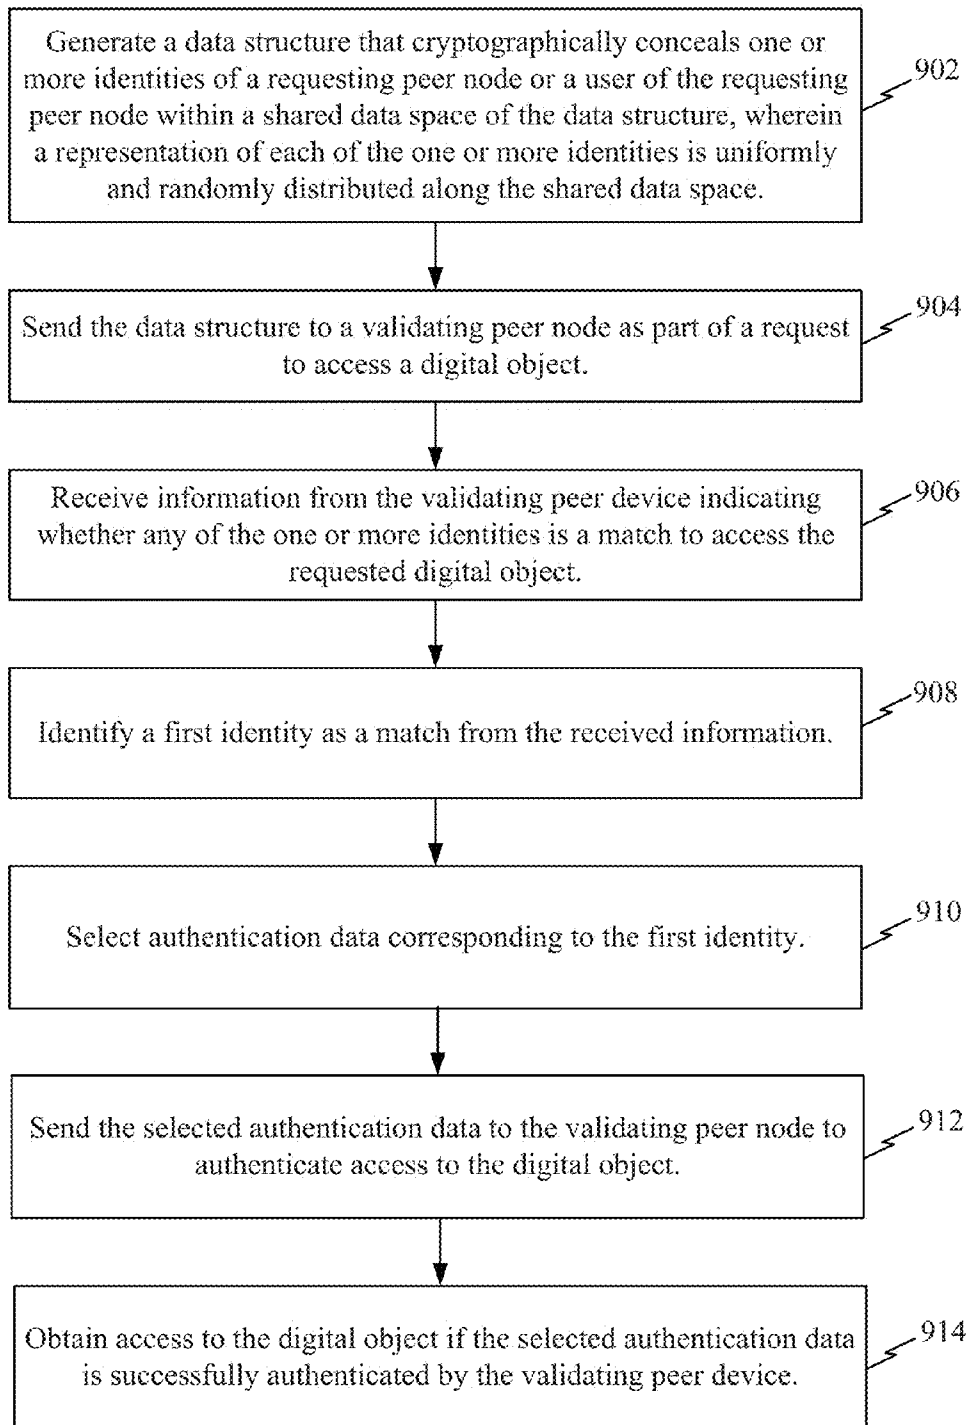 Generate a data structure that cryptographically conceals one or
more identities of a requesting peer node or a user of the requesting
peer node within a shared data space of the data structure, wherein
a representation of each of the one or more identities is uniformly
and randomly distributed along the shared data space.
902
Send the data structure to a validating peer node as part of a request
to access a digital object.
904
Receive information from the validating peer device indicating
whether any of the one or more identities is a match to access the
requested digital object.
906
Identify a first identity as a match from the received information.
908
Select authentication data corresponding to the first identity.
910
Send the selected authentication data to the validating peer node to
authenticate access to the digital object.
912
Obtain access to the digital object if the selected authentication data
is successfully authenticated by the validating peer device.
914